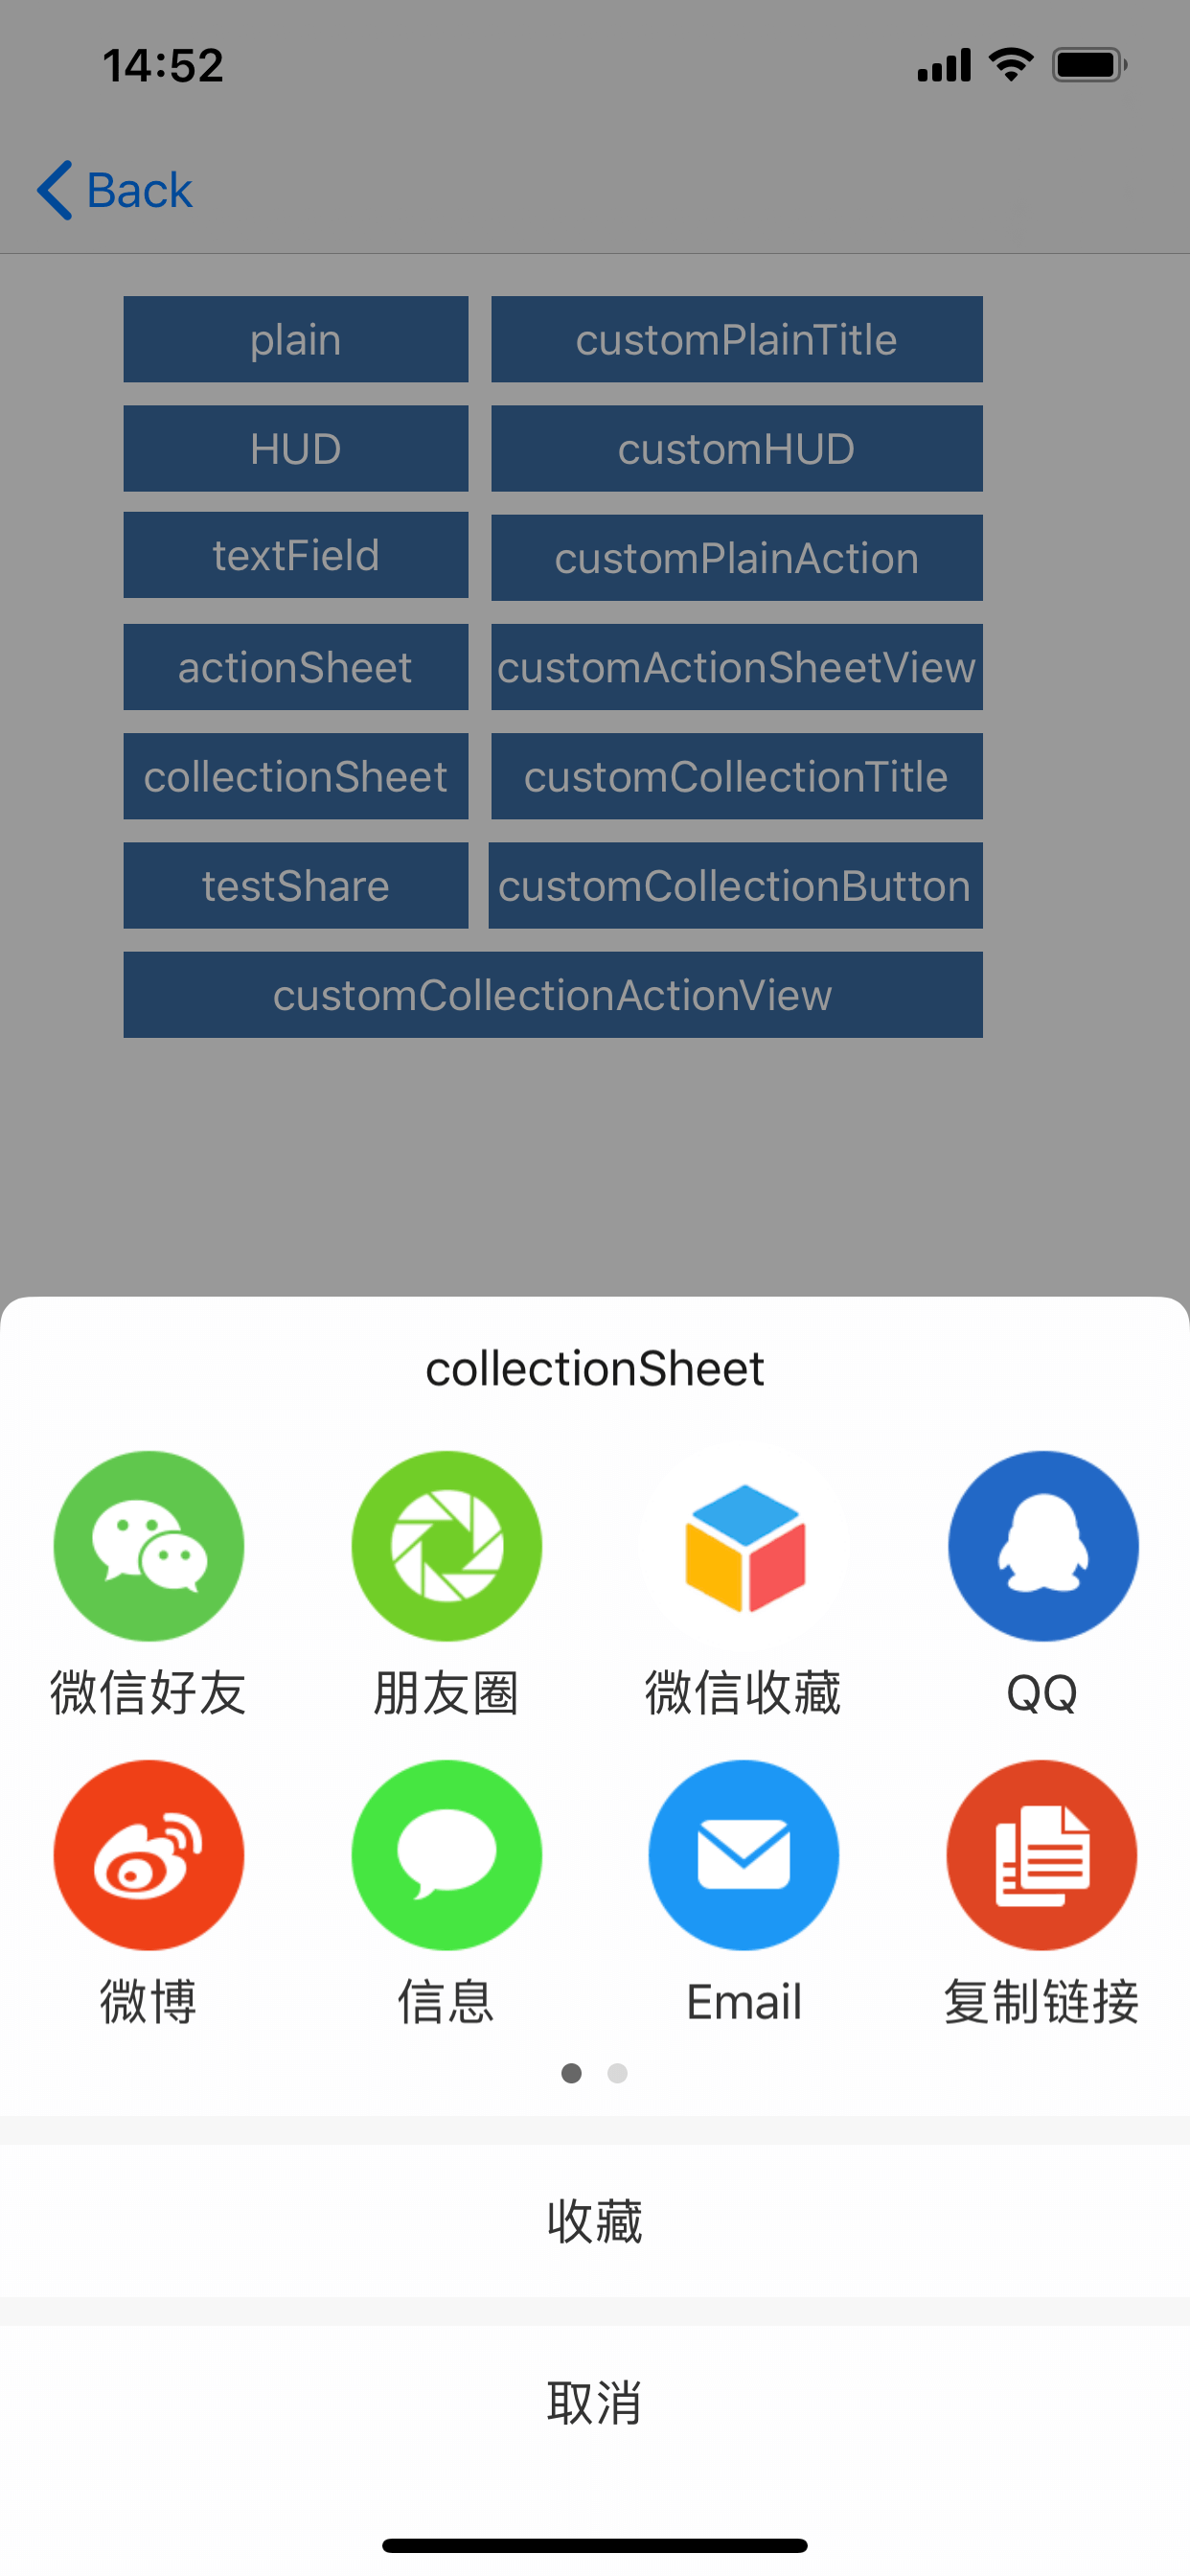 14:52
Back
plain
customPlainTitle
HUD
customHUD
textField
customPlainAction
actionSheet
customActionSheetView
collectionSheet
customCollectionTitle
testShare
customCollectionButton
customCollectionActionView
collectionSheet
微信好友
朋友圈
微信收藏
QQ
微博
信息
Email
复制链接
收藏
取消